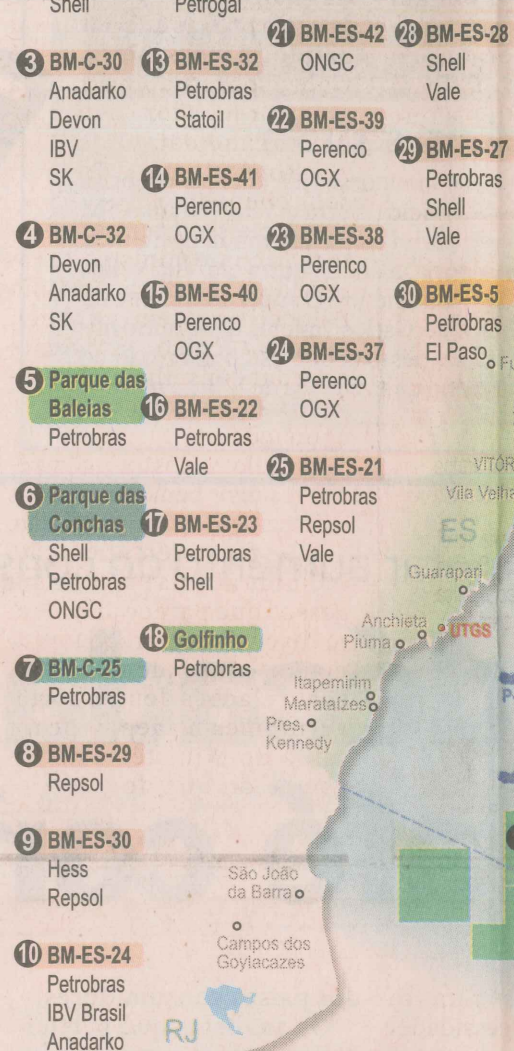 Shell
3 BM-C-30
Anadarko
Devon
IBV
SK
4 BM-C-32
Devon
Anadarko
SK
5 Parque das
Baleias
Petrobras
6 Parque das
Conchas
Shell
Petrobras
ONGC
7 BM-C-25
Petrobras
8 BM-ES-29
Repsol
9 BM-ES-30
Hess
Repsol
10 BM-ES-24
Petrobras
IBV Brasil
Anadarko
Petrogal
13 BM-ES-32
Petrobras
Statoil
14 BM-ES-41
Perenco
OGX
15 BM-ES-40
Perenco
OGX
16 BM-ES-22
Petrobras
Vale
17 BM-ES-23
Petrobras
Shell
18 Golfinho
Petrobras
21 BM-ES-42
ONGC
22 BM-ES-39
Perenco
OGX
23 BM-ES-38
Perenco
OGX
24 BM-ES-37
Perenco
OGX
25 BM-ES-21
Petrobras
Repsol
Vale
28 BM-ES-28
Shell
Vale
29 BM-ES-27
Petrobras
Shell
Vale
30 BM-ES-5
Petrobras
El Paso
Fu
VITÓR
Vila Velha
ES
Guarapari
Anchieta
UTGS
Piúma
Itapemirim
Marataízes
Pres.
Kennedy
São João
da Barra
Campos dos
Goylacazes
RJ